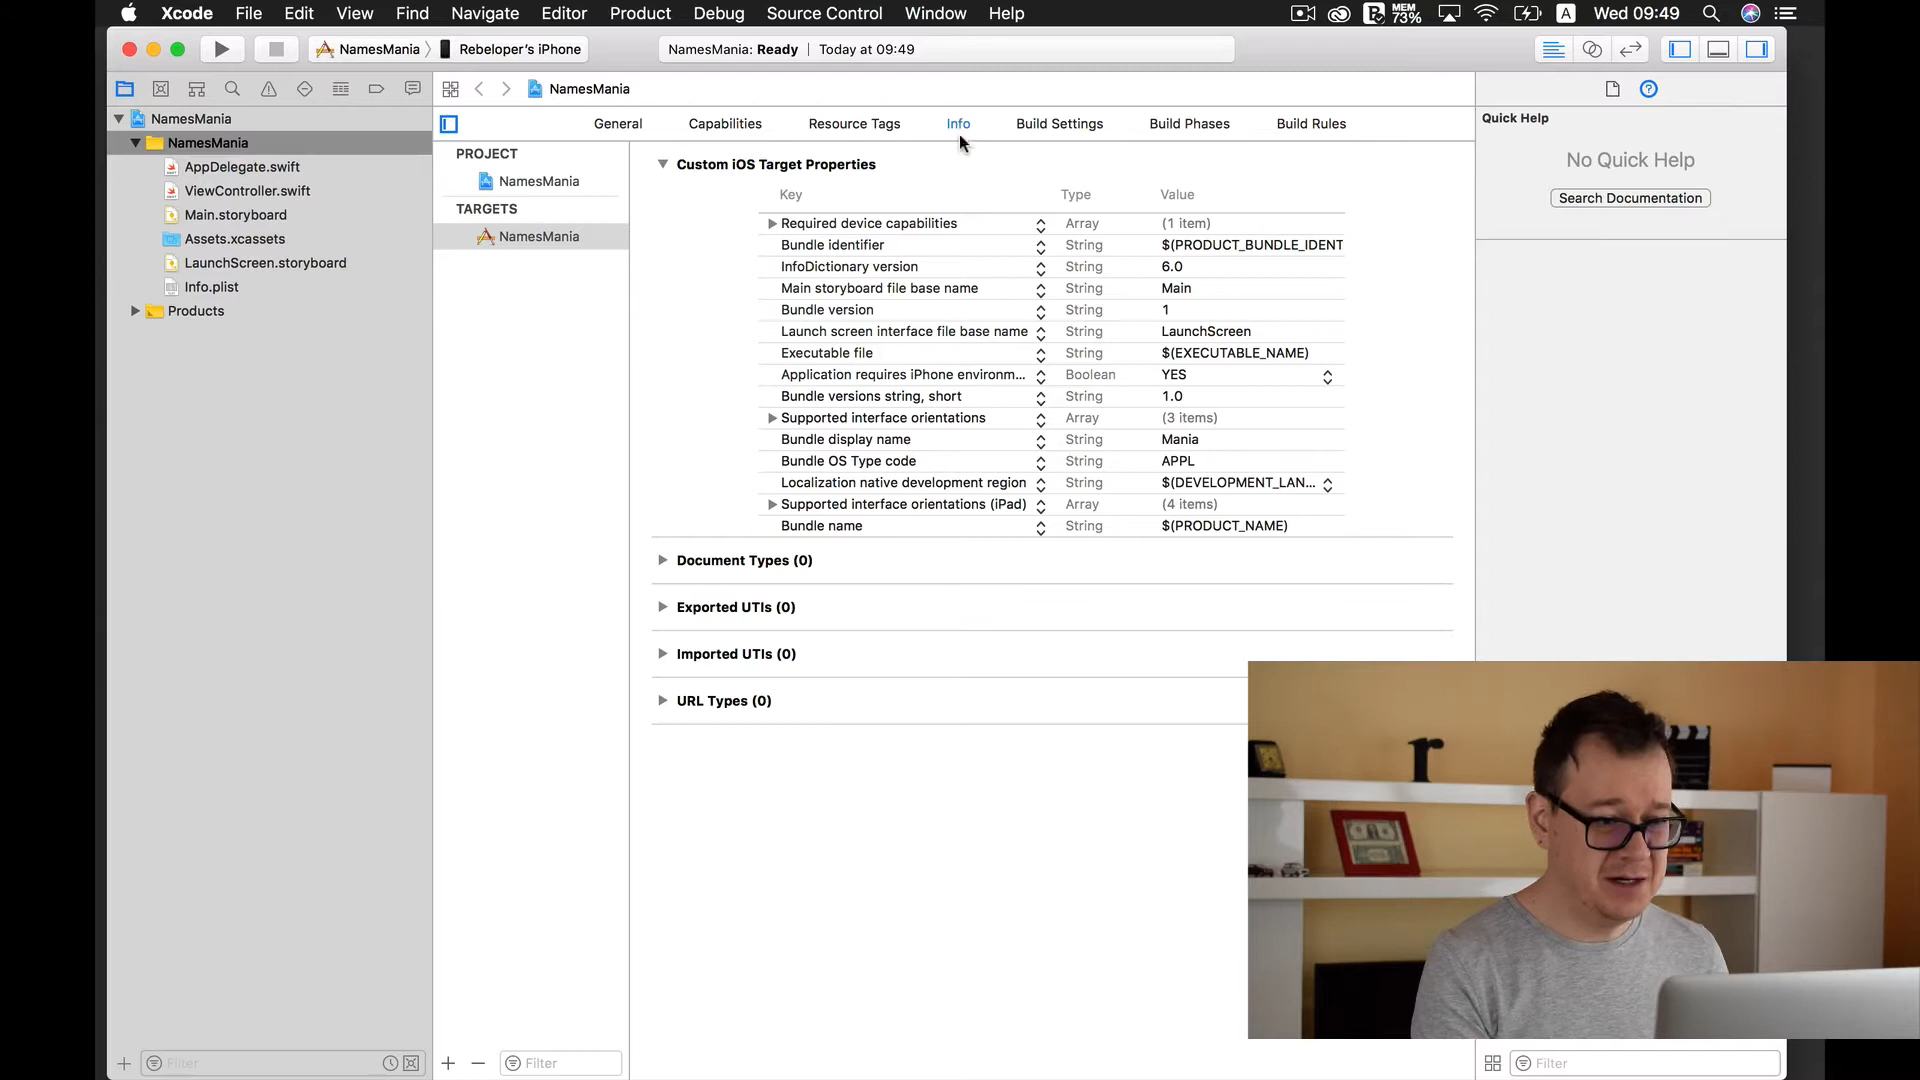 Xcode File Edit View Find Navigate Editor Product Debug Source Control Window Help MEM 73% A Wed 09:49
NamesMania Rebeloper's iPhone NamesMania: Ready Today at 09:49
NamesMania
General Capabilities Resource Tags Info Build Settings Build Phases Build Rules
NamesMania
NamesMania
AppDelegate.swift
ViewController.swift
Main.storyboard
Assets.xcassets
LaunchScreen.storyboard
Info.plist
Products
Filter
PROJECT
NamesMania
TARGETS
NamesMania
Filter
Custom iOS Target Properties
Key Type Value
Required device capabilities Array (1 item)
Bundle identifier String $(PRODUCT_BUNDLE_IDENT
InfoDictionary version String 6.0
Main storyboard file base name String Main
Bundle version String 1
Launch screen interface file base name String LaunchScreen
Executable file String $(EXECUTABLE_NAME)
Application requires iPhone environm... Boolean YES
Bundle versions string, short String 1.0
Supported interface orientations Array (3 items)
Bundle display name String Mania
Bundle OS Type code String APPL
Localization native development region String $(DEVELOPMENT_LAN...
Supported interface orientations (iPad) Array (4 items)
Bundle name String $(PRODUCT_NAME)
Document Types (0)
Exported UTIs (0)
Imported UTIs (0)
URL Types (0)
Quick Help
No Quick Help
Search Documentation
Filter